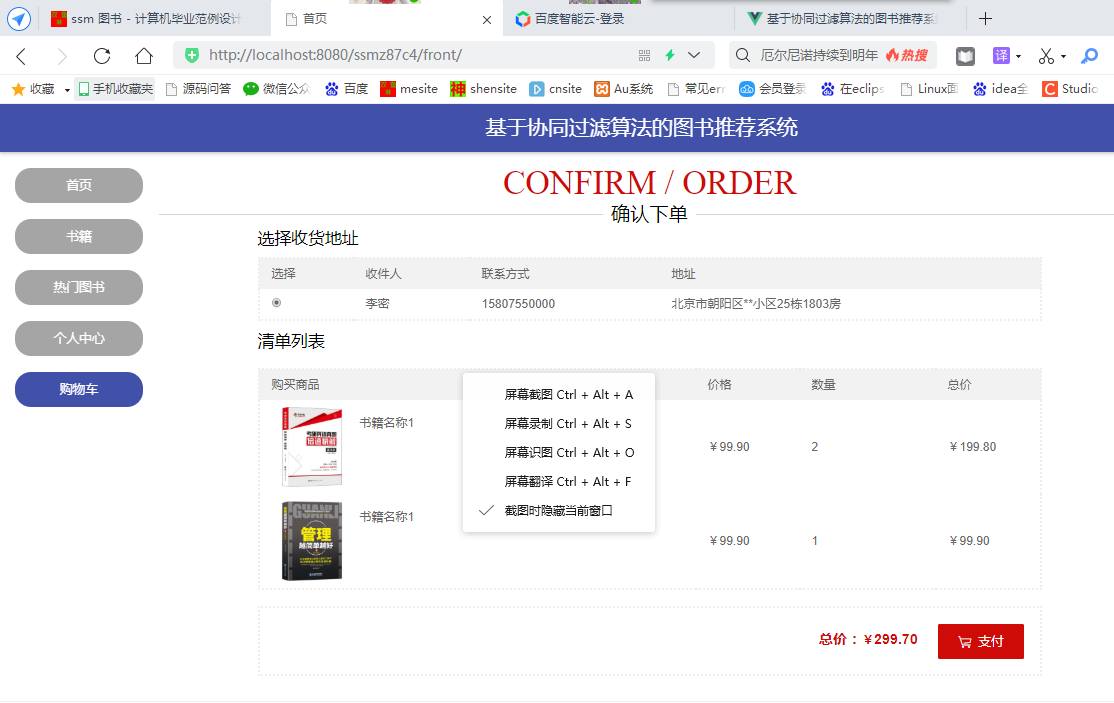 ssm 图书 - 计算机毕业范例设计
首页
百度智能云-登录
基于协同过滤算法的图书推荐系
http://localhost:8080/ssmz87c4/front/
厄尔尼诺持续到明年
热搜
译
收藏
手机收藏夹
源码问答
微信公众
百度
mesite
神 shensite
cnsite
Au系统
常见err
会员登录
在eclips
Linux面
idea全
C Studio
基于协同过滤算法的图书推荐系统
首页
书籍
热门图书
个人中心
购物车
CONFIRM / ORDER
确认下单
选择收货地址
选择 收件人 联系方式 地址
李密 15807550000 北京市朝阳区**小区25栋1803房
清单列表
购买商品 价格 数量 总价
书籍名称1 ￥99.90 2 ￥199.80
管理
越简单越好
书籍名称1 ￥99.90 1 ￥99.90
屏幕截图 Ctrl + Alt + A
屏幕录制 Ctrl + Alt + S
屏幕识图 Ctrl + Alt + O
屏幕翻译 Ctrl + Alt + F
截图时隐藏当前窗口
总价：￥299.70
支付